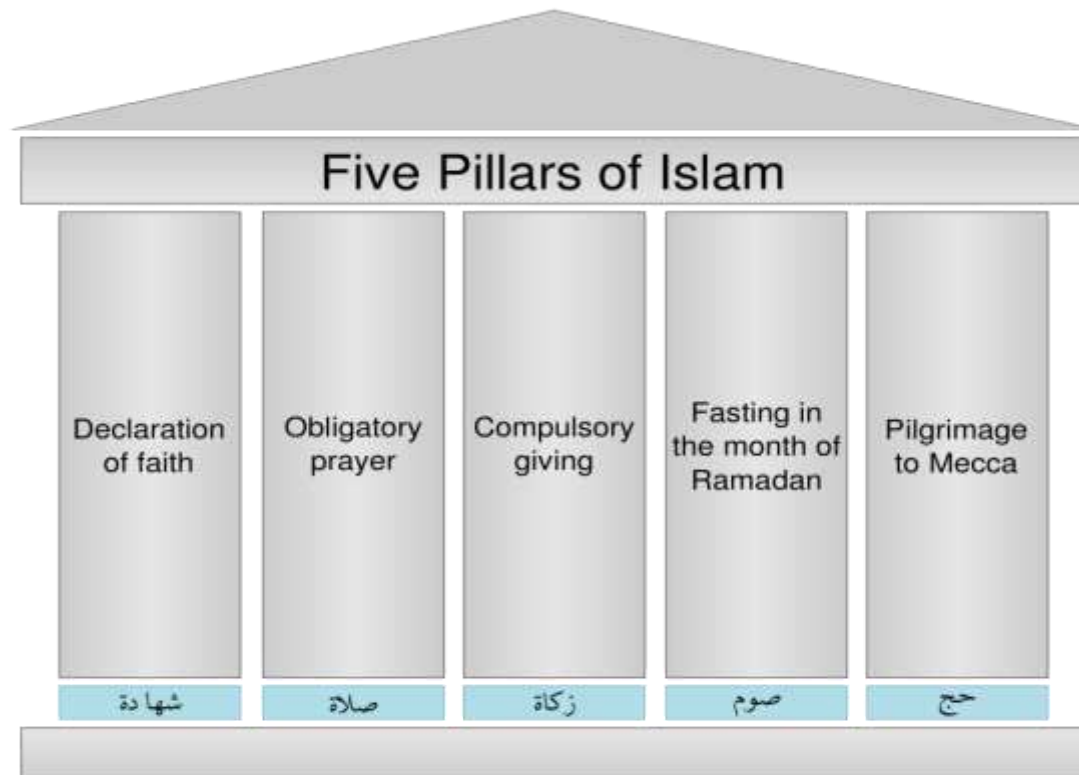 Five Pillars of Islam
Declaration
of faith
Obligatory
prayer
Compulsory
giving
Fasting in
the month of
Ramadan
Pilgrimage
to Mecca
شهادة
صلاة
زكاة
صوم
حج